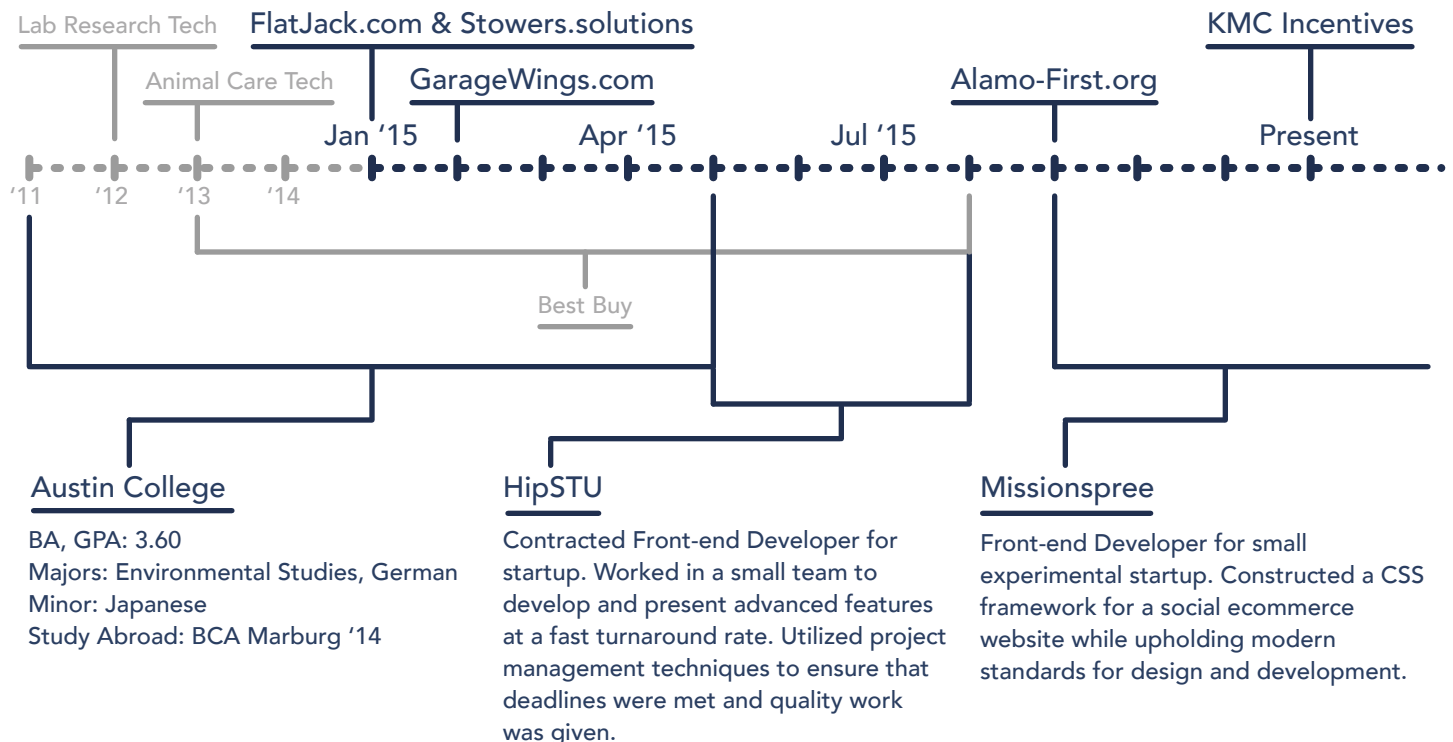 Lab Research Tech
FlatJack.com & Stowers.solutions
KMC Incentives
Animal Care Tech
GarageWings.com
Alamo-First.org
Jan ‘15
Apr ‘15
Jul ‘15
Present
‘11
‘12
‘13
‘14
Best Buy
Austin College
BA, GPA: 3.60
Majors: Environmental Studies, German
Minor: Japanese
Study Abroad: BCA Marburg ‘14
HipSTU
Contracted Front-end Developer for
startup. Worked in a small team to
develop and present advanced features
at a fast turnaround rate. Utilized project
management techniques to ensure that
deadlines were met and quality work
was given.
Missionspree
Front-end Developer for small
experimental startup. Constructed a CSS
framework for a social ecommerce
website while upholding modern
standards for design and development.